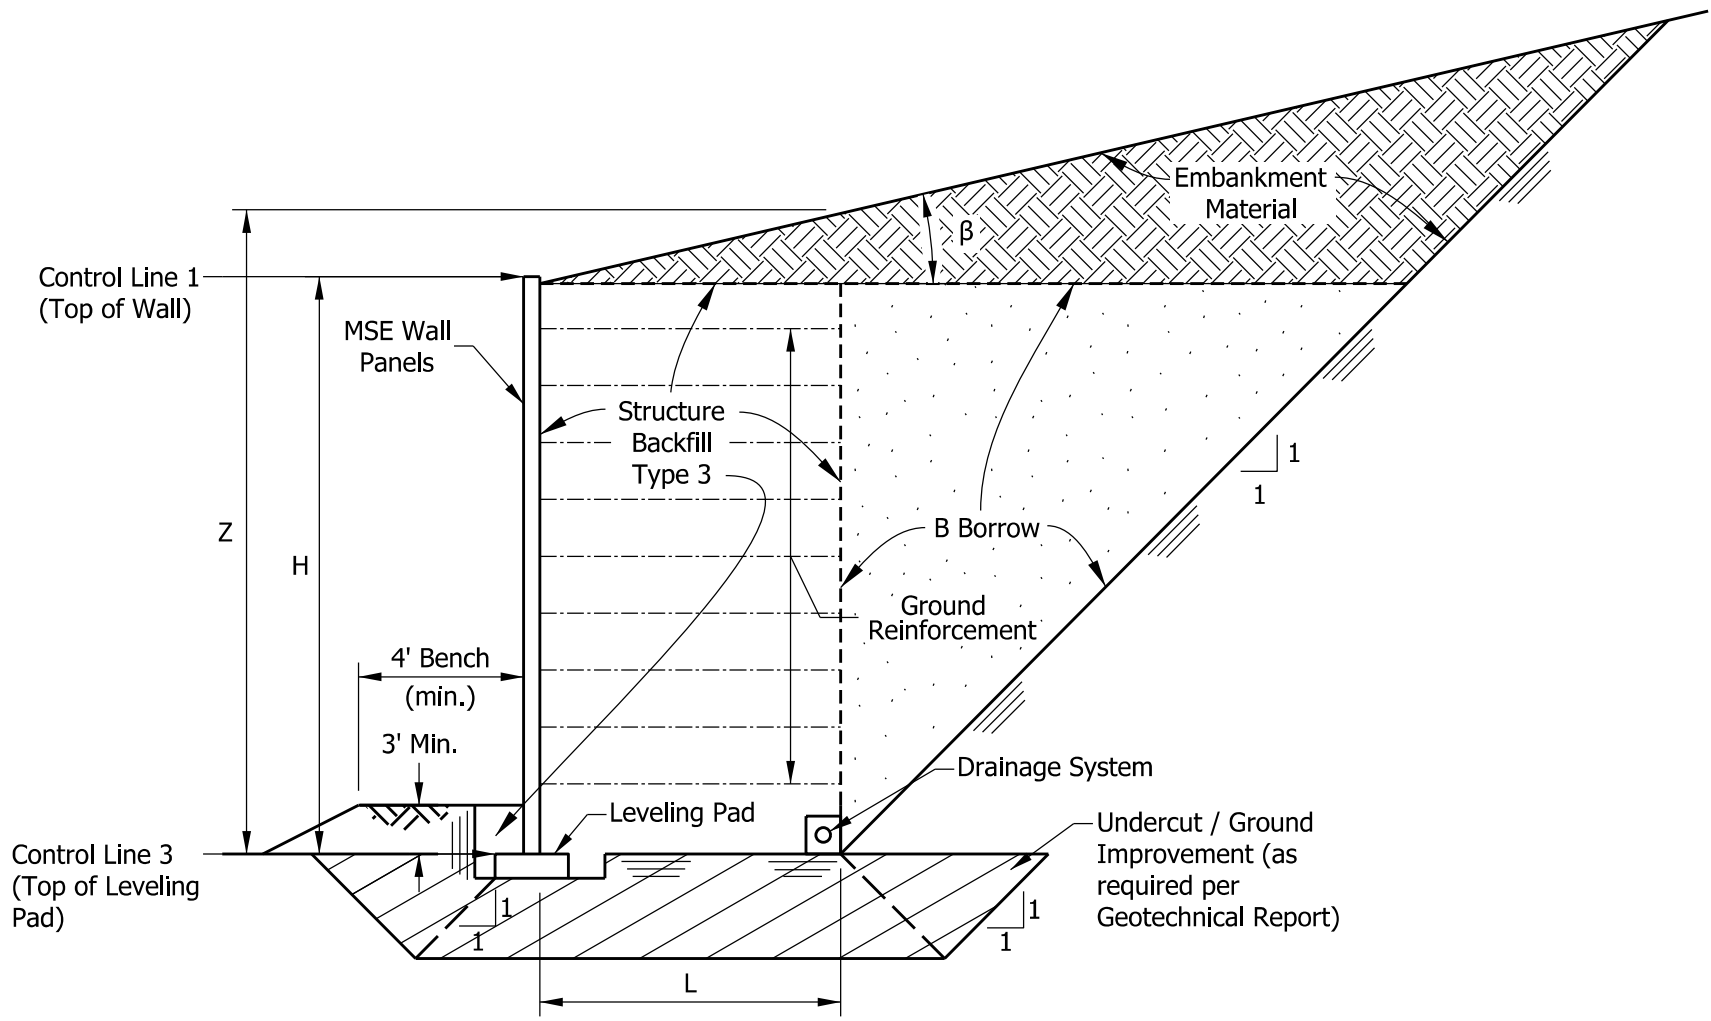 Embankment
Material
β
Control Line 1
(Top of Wall)
MSE Wall
Panels
Structure
Backfill
Type 3
1
1
Z
H
B Borrow
Ground
Reinforcement
4' Bench
(min.)
3' Min.
Drainage System
Leveling Pad
Undercut / Ground
Improvement (as
required per
Geotechnical Report)
Control Line 3
(Top of Leveling
Pad)
1
1
1
1
L